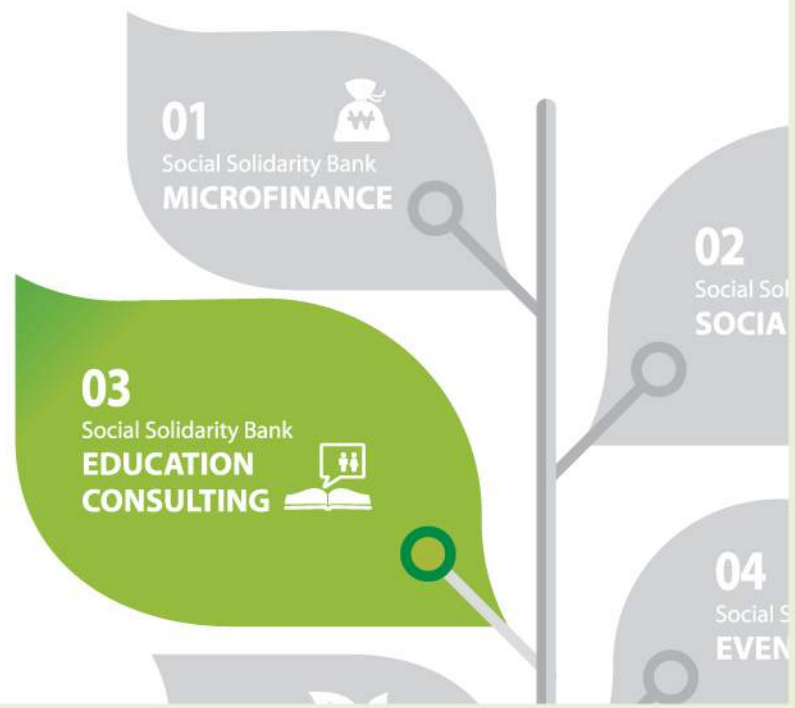 01
Social Solidarity Bank
MICROFINANCE
02
Social Sol
SOCIA
03
Social Solidarity Bank
EDUCATION
CONSULTING
04
Social S
EVEN